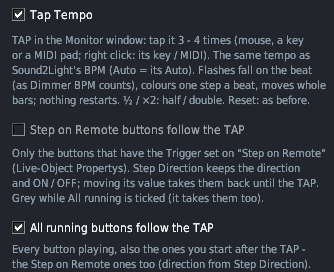 Tap Tempo
TAP in the Monitor window: tap it 3 - 4 times (mouse, a key
or a MIDI pad; right click: its key / MIDI). The same tempo as
Sound2Light's BPM (Auto = its Auto). Flashes fall on the beat
(as Dimmer BPM counts), colours one step a beat, moves whole
bars; nothing restarts. ½ / ×2: half / double. Reset: as before.
Step on Remote buttons follow the TAP
Only the buttons that have the Trigger set on "Step on Remote"
(Live-Object Propertys). Step Direction keeps the direction
and ON / OFF; moving its value takes them back until the TAP.
Grey while All running is ticked (it takes them too).
All running buttons follow the TAP
Every button playing, also the ones you start after the TAP -
the Step on Remote ones too (direction from Step Direction).